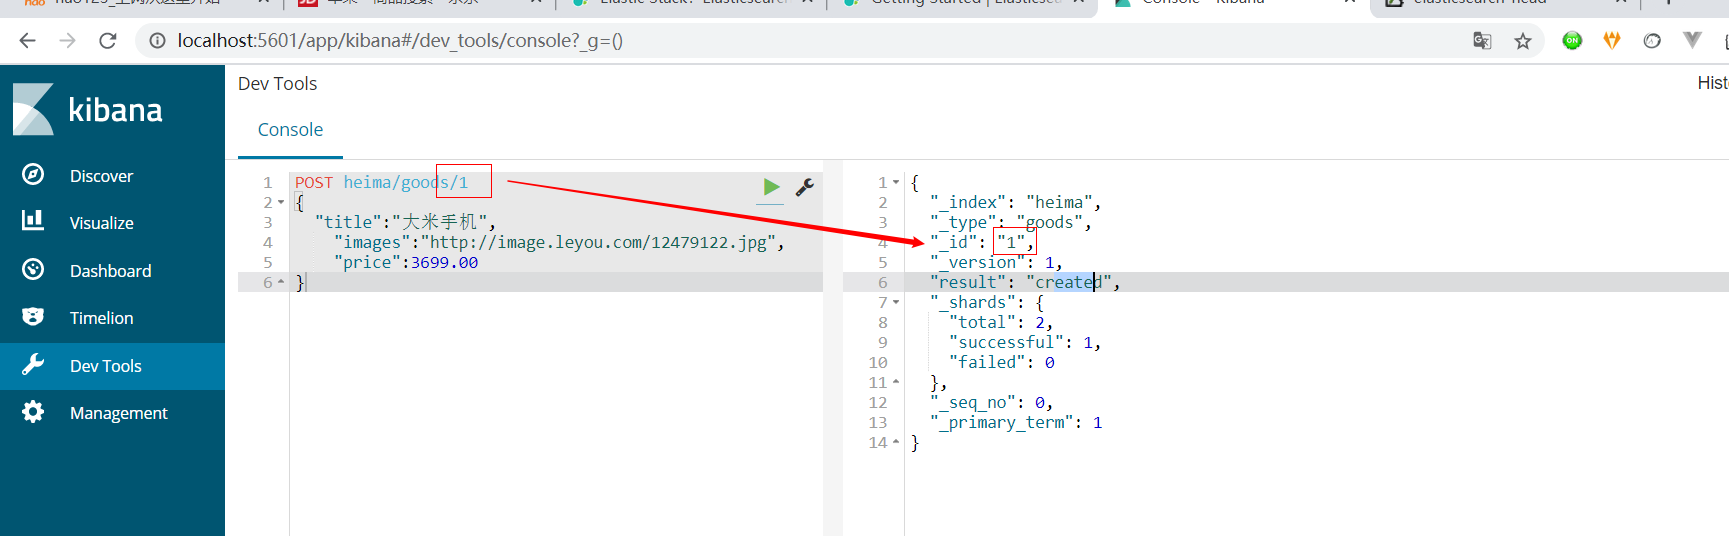 localhost:5601/app/kibana#/dev_tools/console?_g=()
kibana
Discover
Visualize
Dashboard
Timelion
Dev Tools
Management
Dev Tools
Hist
Console
1 POST heima/goods/1
2 {
3 "title":"大米手机",
4 "images":"http://image.leyou.com/12479122.jpg",
5 "price":3699.00
6 }
1 {
2 "_index": "heima",
3 "_type": "goods",
4 "_id": "1",
5 "_version": 1,
6 "result": "created",
7 "_shards": {
8 "total": 2,
9 "successful": 1,
10 "failed": 0
11 },
12 "_seq_no": 0,
13 "_primary_term": 1
14 }